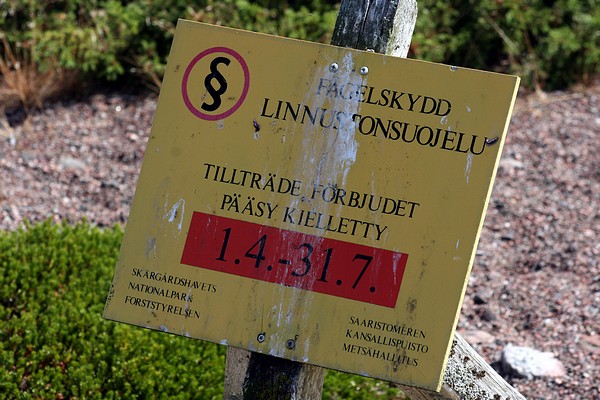 §
FÅGELSKYDD
LINNUSTONSUOJELU
TILLTRÄDE FÖRBJUDET
PÄÄSY KIELLETTY
1.4.-31.7.
SKÄRGÅRDSHAVETS
NATIONALPARK
FORSTSTYRELSEN
SAARISTOMEREN
KANSALLISPUISTO
METSÄHALLITUS